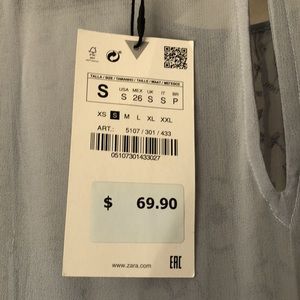 TALLA / SIZE / TAMANHO / TAILLE / MAAT / MÉRETEK
S
USA MEX UK IT BR
S 26 S S P
XS S M L XL XXL
ART.: 5107 / 301 / 433
05107301433027
$ 69.90
www.zara.com
EAC